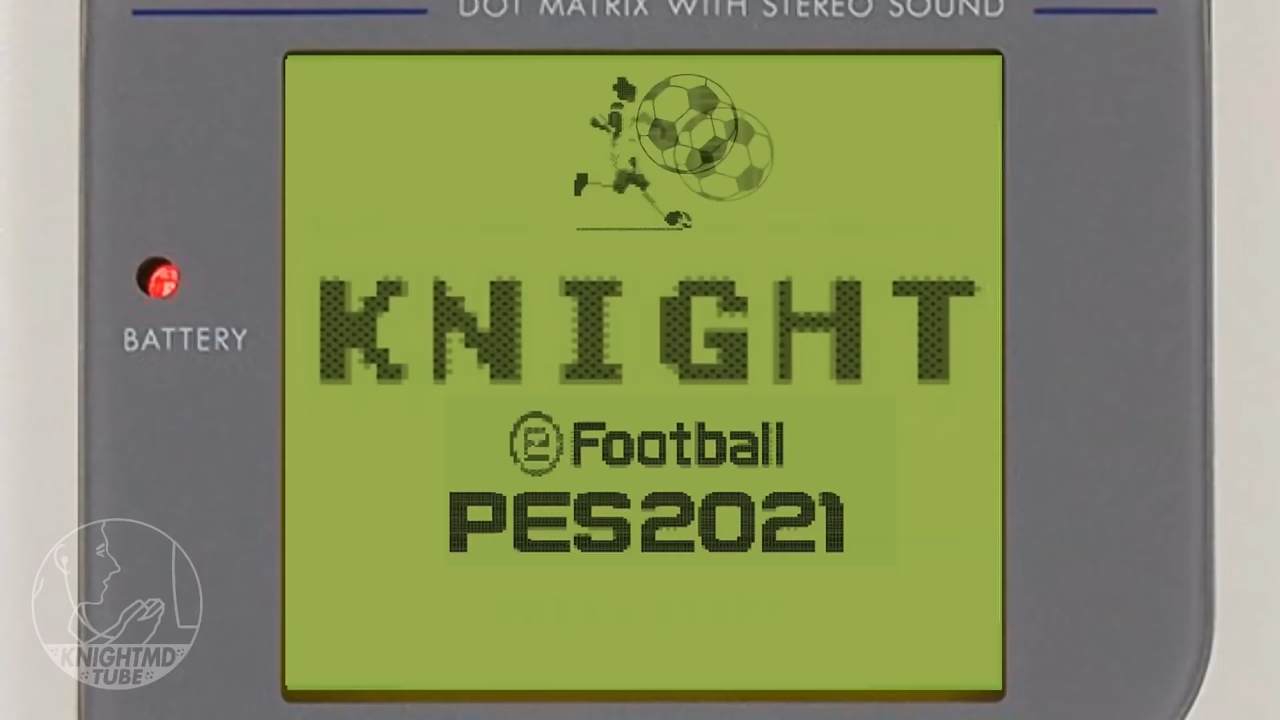 DOT MATRIX WITH STEREO SOUND
BATTERY
KNIGHT
eFootball
PES2021
KNIGHTMD
TUBE